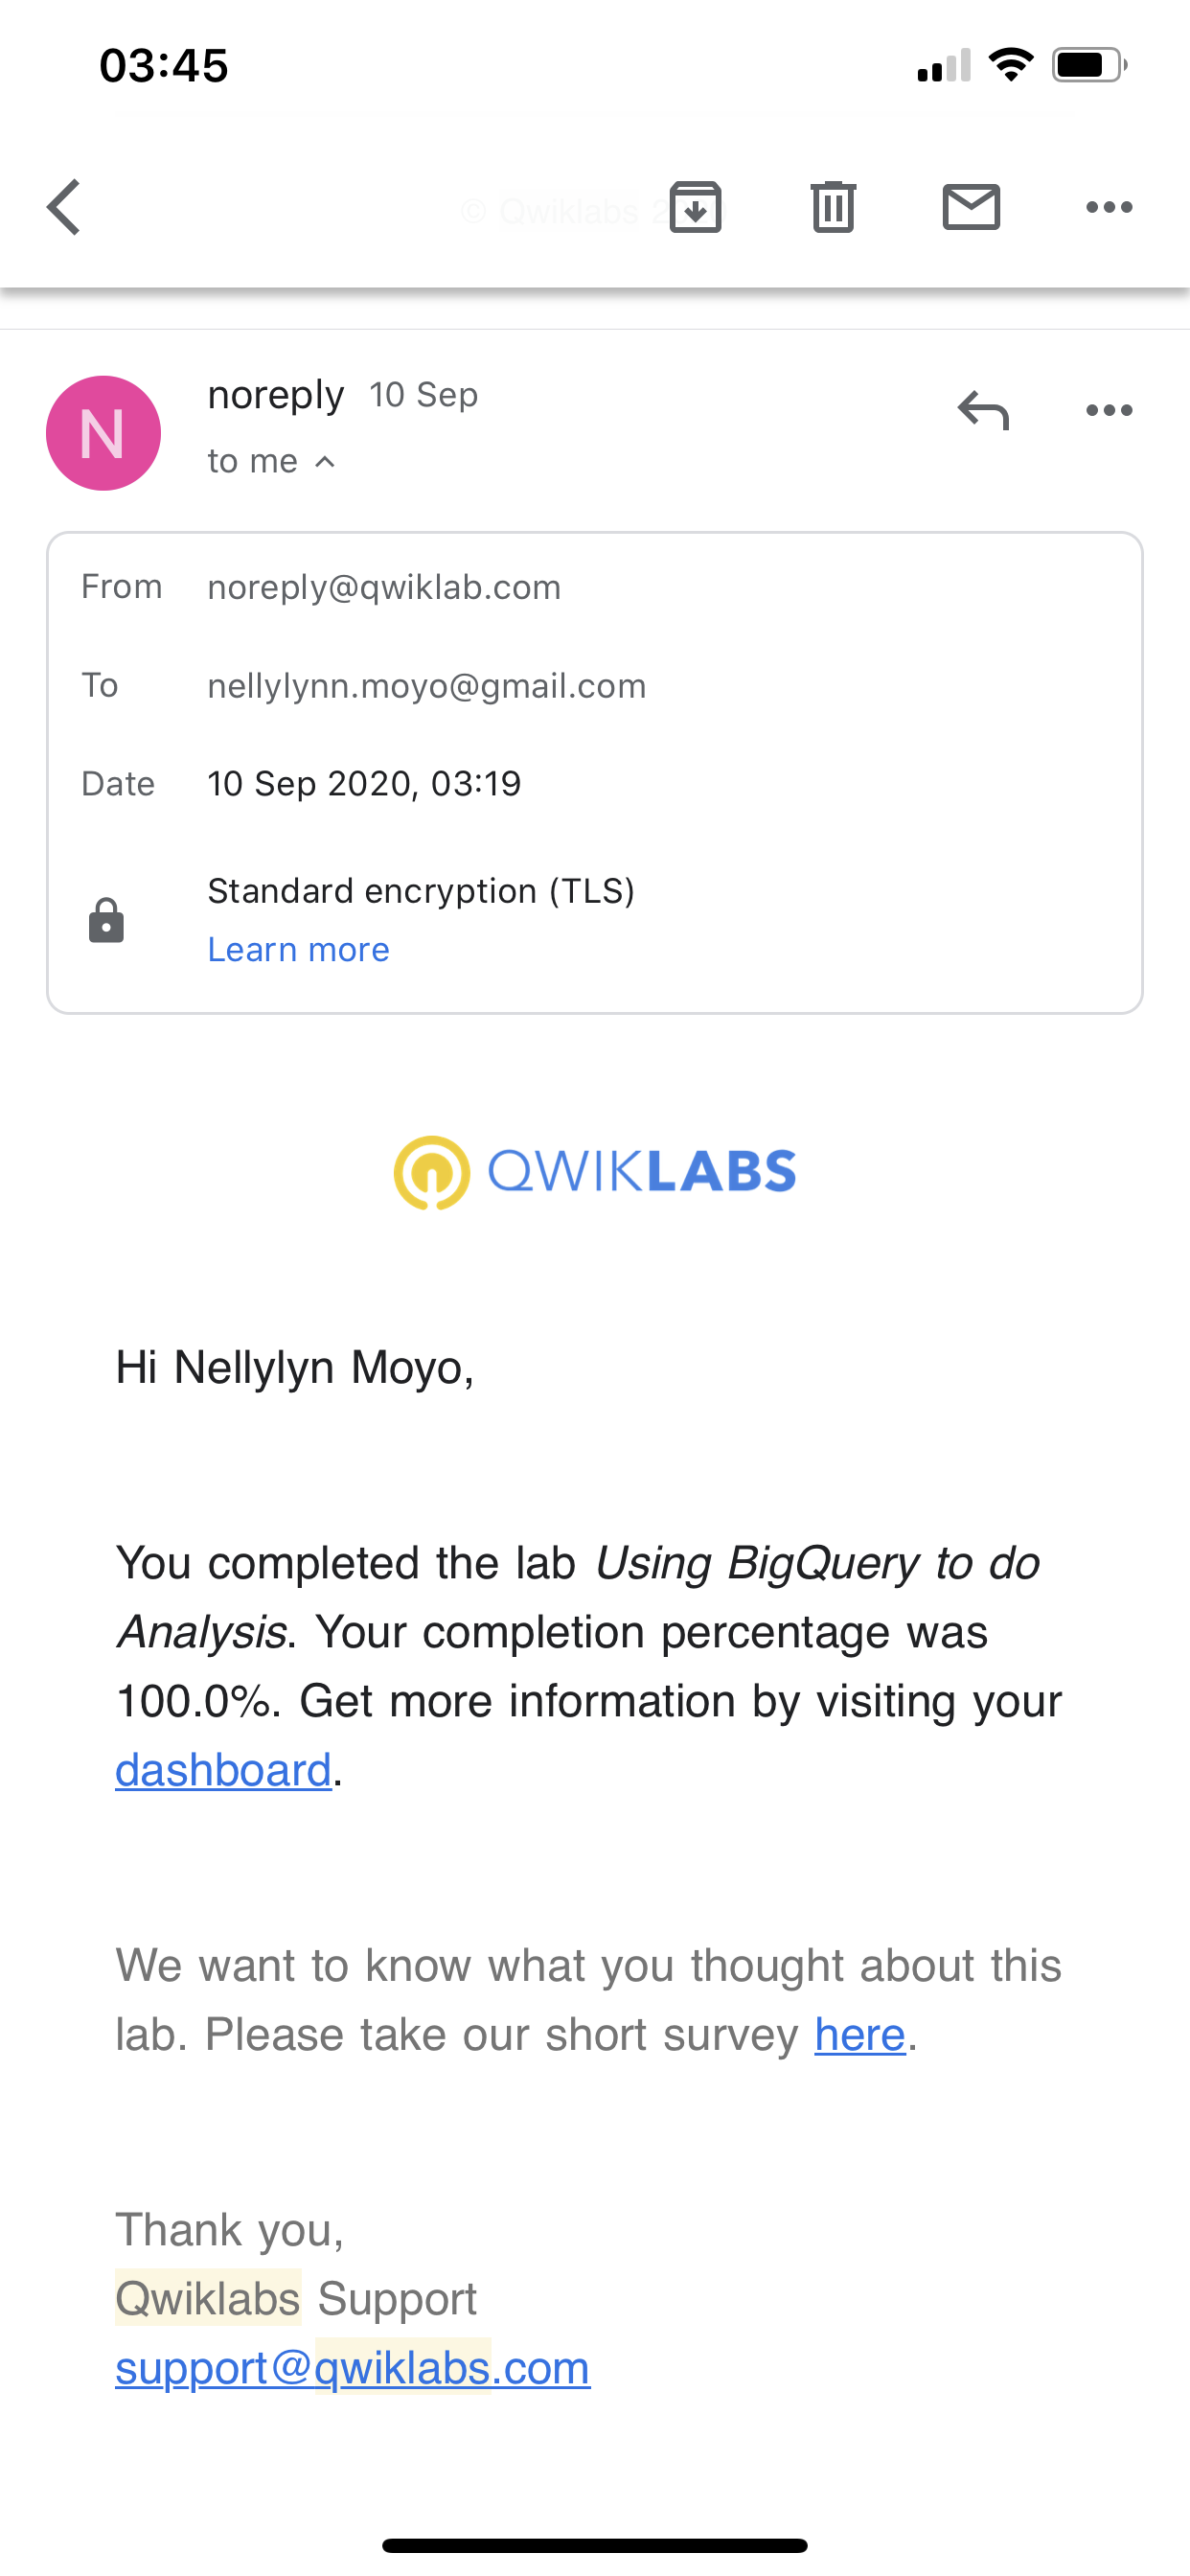 03:45
© Qwiklabs 2
noreply 10 Sep
to me
N
From noreply@qwiklab.com
To nellylynn.moyo@gmail.com
Date 10 Sep 2020, 03:19
Standard encryption (TLS)
Learn more
QWIKLABS
Hi Nellylyn Moyo,
You completed the lab Using BigQuery to do
Analysis. Your completion percentage was
100.0%. Get more information by visiting your
dashboard.
We want to know what you thought about this
lab. Please take our short survey here.
Thank you,
Qwiklabs Support
support@qwiklabs.com